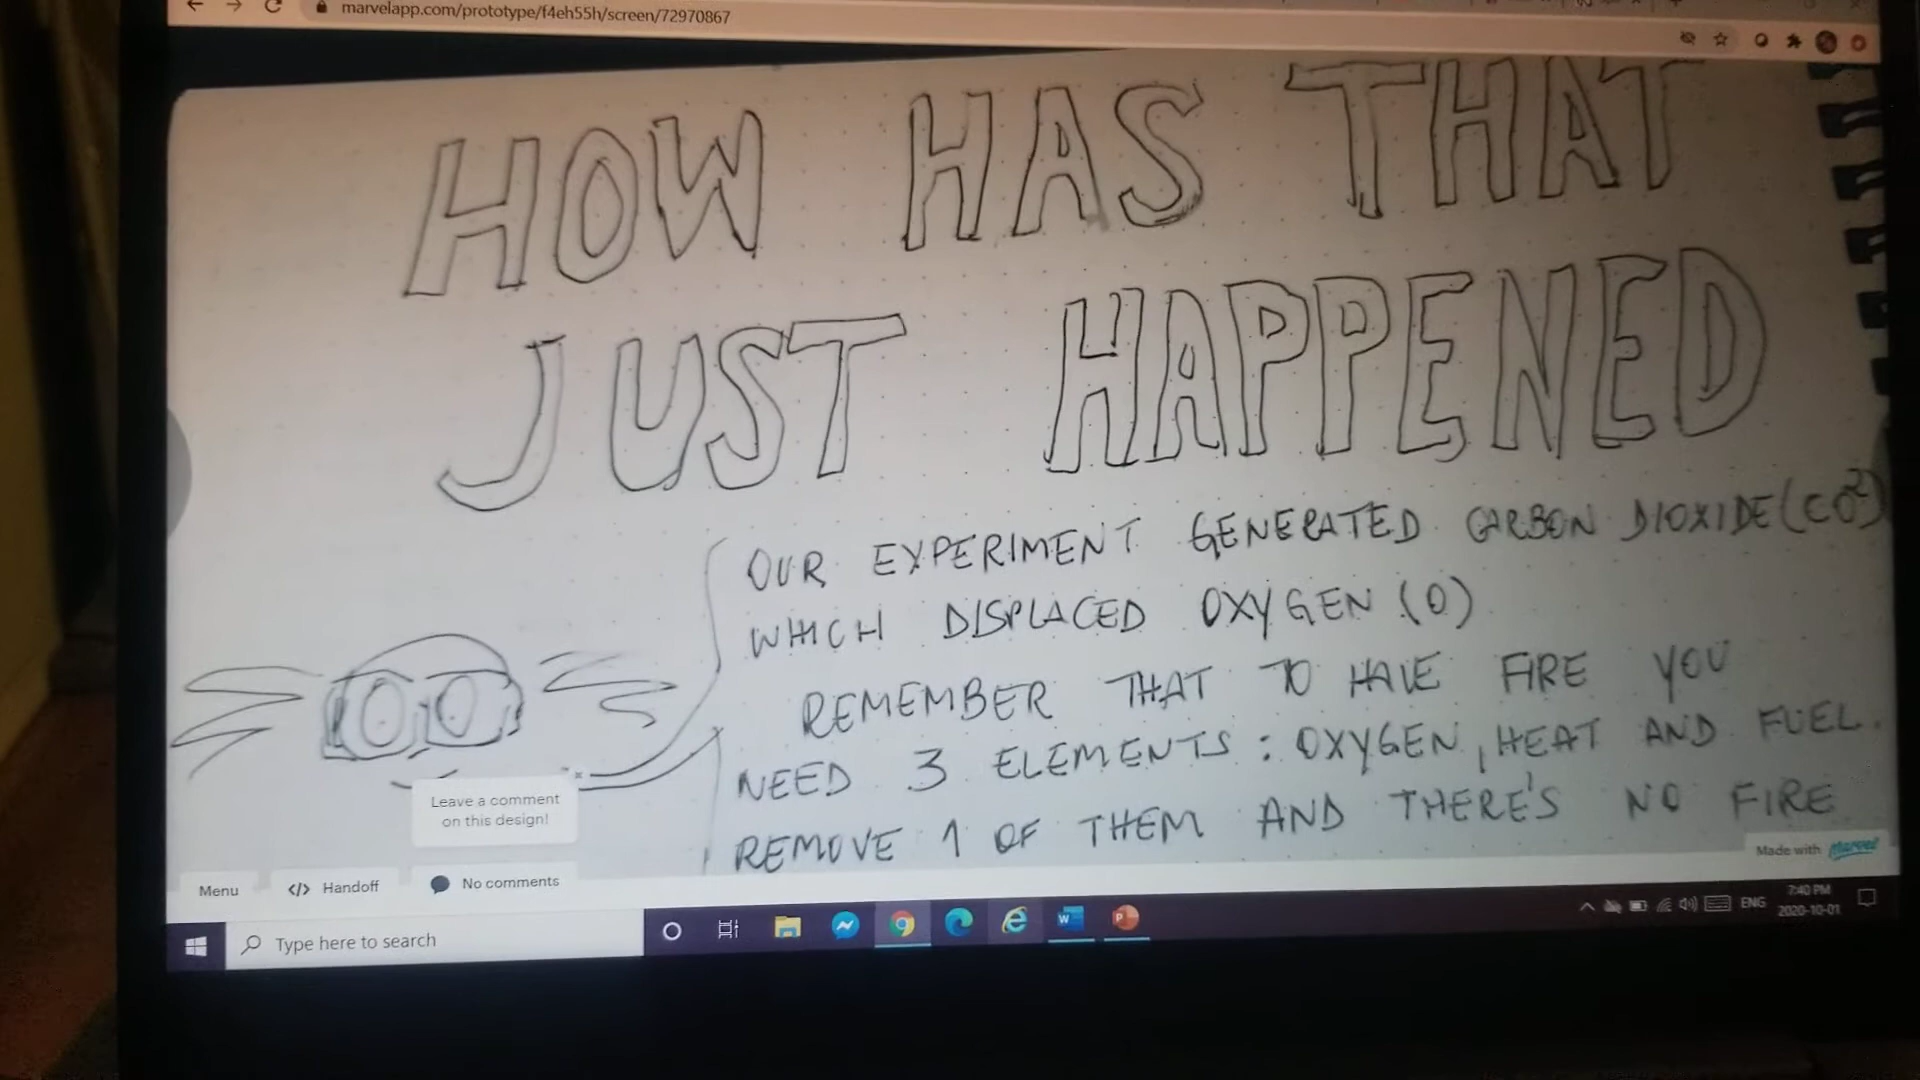 marvelapp.com/prototype/f4eh55h/screen/72970867
HOW HAS THAT
JUST HAPPENED
OUR EXPERIMENT GENERATED CARBON DIOXIDE (CO²)
WHICH DISPLACED OXYGEN (O)
REMEMBER THAT TO HAVE FIRE YOU
NEED 3 ELEMENTS: OXYGEN, HEAT AND FUEL.
REMOVE 1 OF THEM AND THERE'S NO FIRE
Leave a comment
on this design!
Made with Marvel
Menu
</> Handoff
No comments
Type here to search
ENG
7:40 PM
2020-10-01